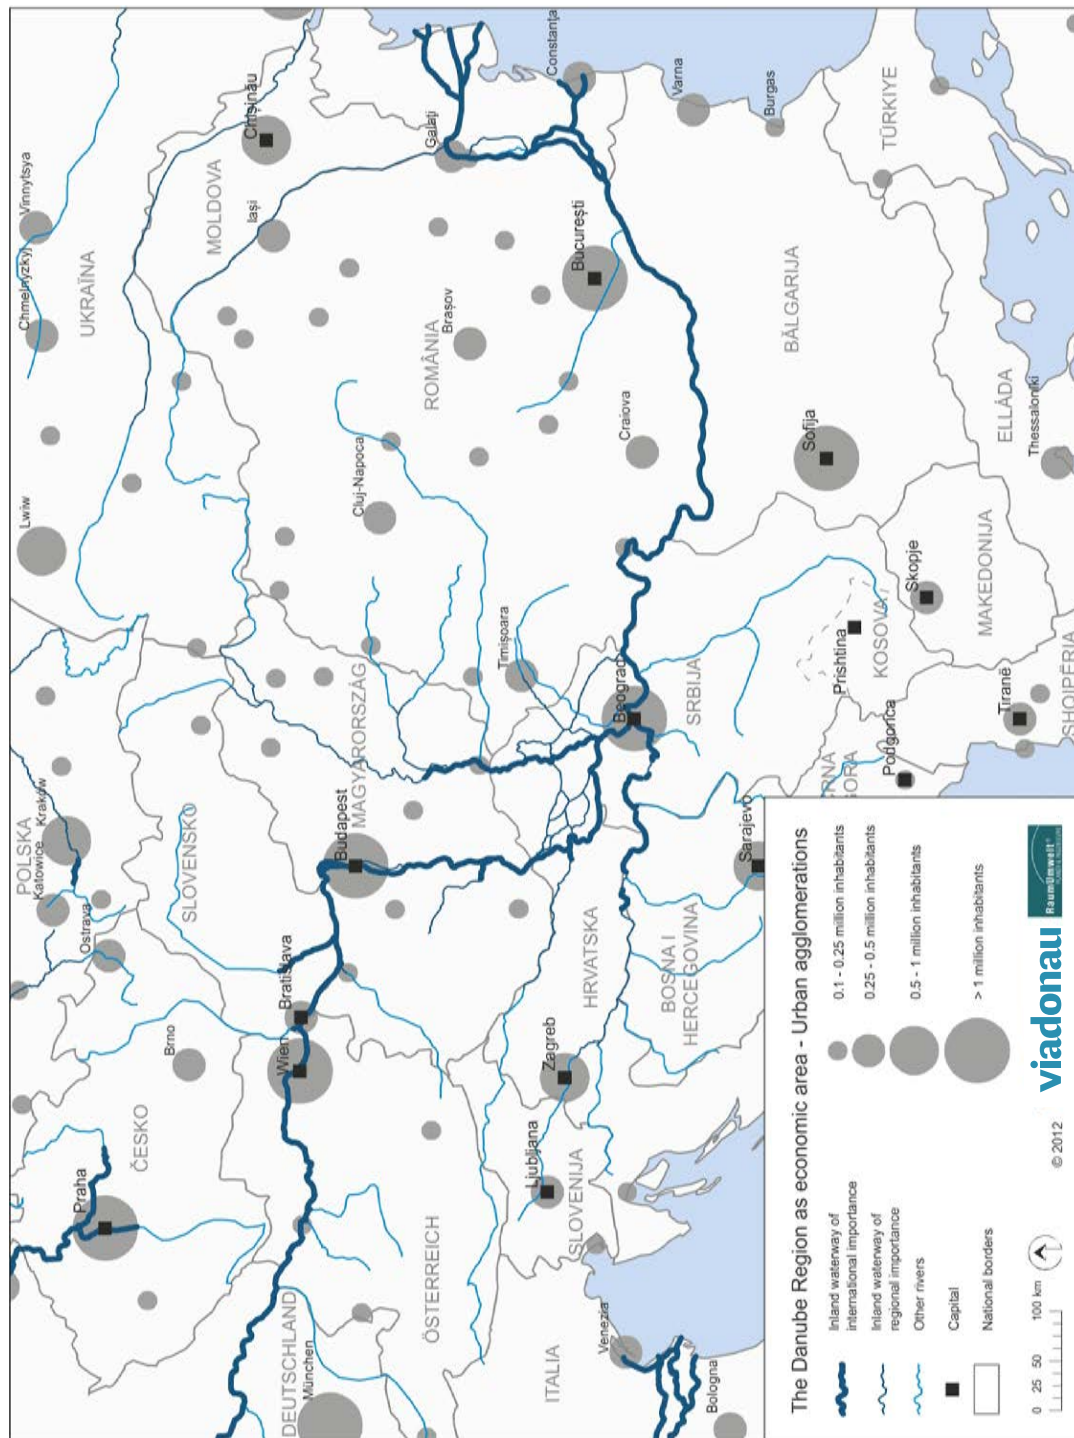 POLSKA
Katowice
Kraków
Lwiw
Chmelnyzkyj
Vinnytsya
UKRAÏNA
Praha
Ostrava
ČESKO
Brno
SLOVENSKO
MOLDOVA
Iași
Chișinău
Wien
Bratislava
Budapest
MAGYARORSZÁG
Cluj-Napoca
ROMÂNIA
Brașov
Galați
DEUTSCHLAND
München
ÖSTERREICH
Timișoara
București
Constanța
Ljubljana
SLOVENIJA
Zagreb
HRVATSKA
Beograd
Craiova
ITALIA
Venezia
Bologna
BOSNA I
HERCEGOVINA
Sarajevo
SRBIJA
Varna
Burgas
BĂLGARIJA
Sofija
CRNA
GORA
Podgorica
Prishtina
KOSOVA
Skopje
MAKEDONIJA
Tiranë
SHQIPËRIA
ELLÁDA
Thessaloniki
TÜRKIYE
The Danube Region as economic area - Urban agglomerations
Inland waterway of
international importance
Inland waterway of
regional importance
Other rivers
Capital
National borders
0.1 - 0.25 million inhabitants
0.25 - 0.5 million inhabitants
0.5 - 1 million inhabitants
> 1 million inhabitants
0 25 50 100 km
© 2012
viadonau
RaumUmwelt®